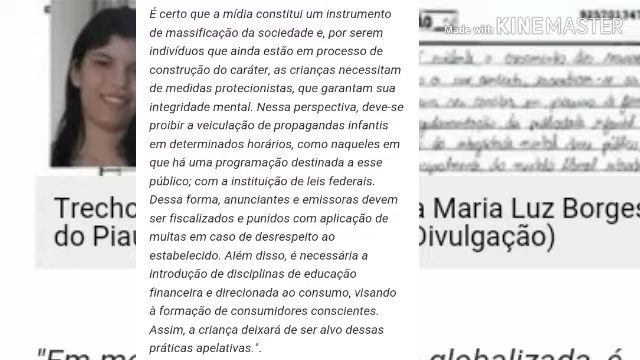 É certo que a mídia constitui um instrumento
de massificação da sociedade e, por serem
indivíduos que ainda estão em processo de
construção do caráter, as crianças necessitam
de medidas protecionistas, que garantam sua
integridade mental. Nessa perspectiva, deve-se
proibir a veiculação de propagandas infantis
em determinados horários, como naqueles em
que há uma programação destinada a esse
público; com a instituição de leis federais.
Dessa forma, anunciantes e emissoras devem
ser fiscalizados e punidos com aplicação de
multas em caso de desrespeito ao
estabelecido. Além disso, é necessária a
introdução de disciplinas de educação
financeira e direcionada ao consumo, visando
à formação de consumidores conscientes.
Assim, a criança deixará de ser alvo dessas
práticas apelativas.".
Made with KINEMASTER
Trecho
do Piau
a Maria Luz Borges
Divulgação)
"Em me
globalizada, é